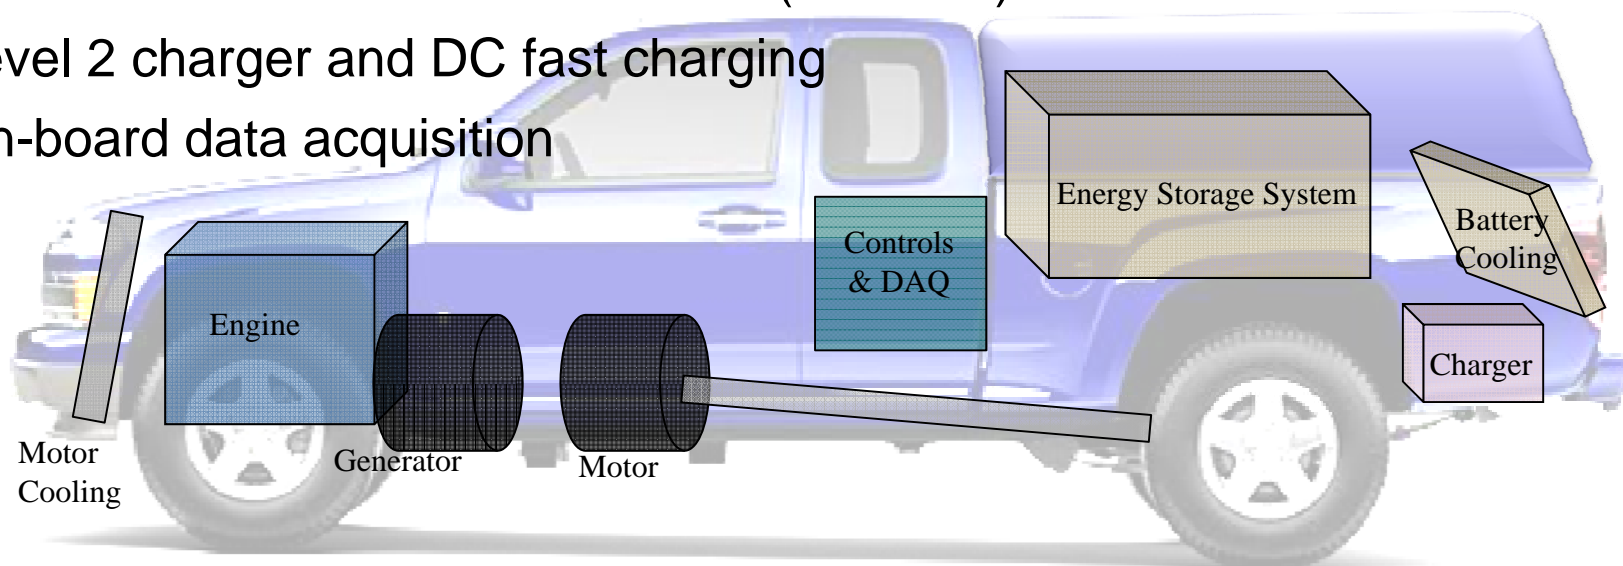 evel 2 charger and DC fast charging
n-board data acquisition
Energy Storage System
Battery
Cooling
Controls
& DAQ
Engine
Charger
Motor
Cooling
Generator
Motor